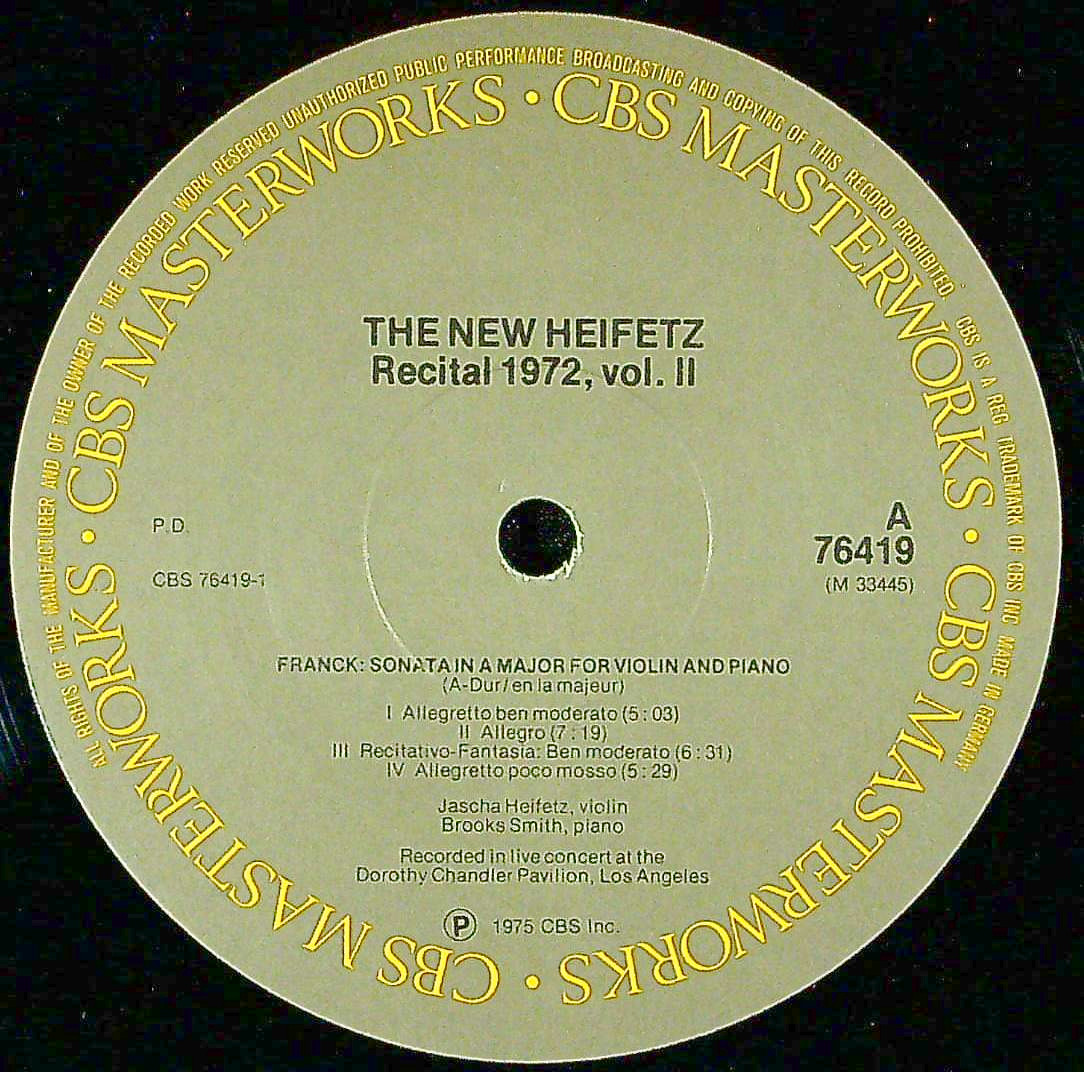 ALL RIGHTS OF THE MANUFACTURER AND OF THE OWNER OF THE RECORDED WORK RESERVED UNAUTHORIZED PUBLIC PERFORMANCE BROADCASTING AND COPYING OF THIS RECORD PROHIBITED. CBS IS A REG TRADEMARK OF CBS INC MADE IN GERMANY
CBS MASTERWORKS • CBS MASTERWORKS • CBS MASTERWORKS • CBS MASTERWORKS •
THE NEW HEIFETZ
Recital 1972, vol. II
P.D.
CBS 76419-1
A
76419
(M 33445)
FRANCK: SONATA IN A MAJOR FOR VIOLIN AND PIANO
(A-Dur/en la majeur)
I Allegretto ben moderato (5:03)
II Allegro (7:19)
III Recitativo-Fantasia: Ben moderato (6:31)
IV Allegretto poco mosso (5:29)
Jascha Heifetz, violin
Brooks Smith, piano
Recorded in live concert at the
Dorothy Chandler Pavilion, Los Angeles
Ⓟ 1975 CBS Inc.